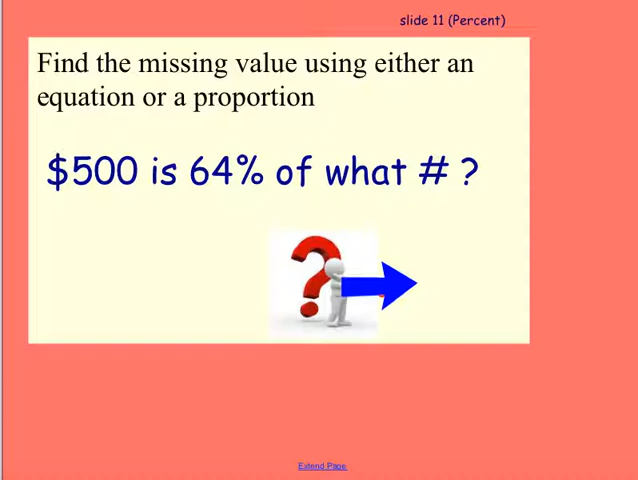 slide 11 (Percent)
Find the missing value using either an
equation or a proportion
$500 is 64% of what # ?
Extend Page